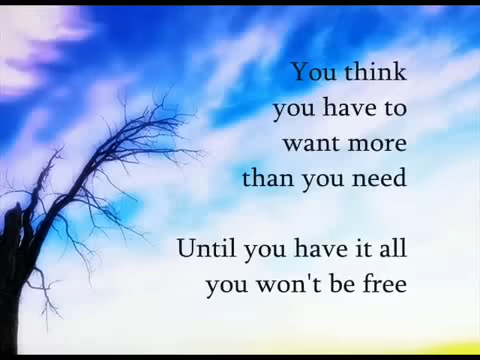 You think
you have to
want more
than you need
Until you have it all
you won't be free